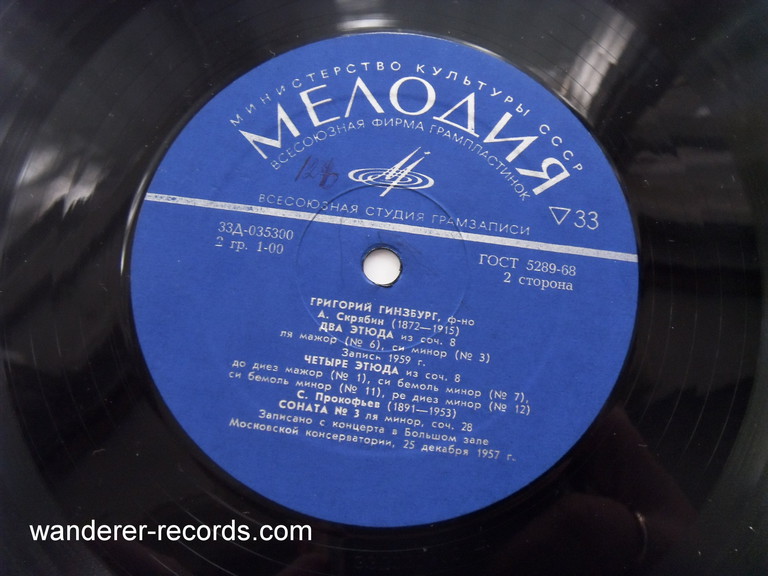 МИНИСТЕРСТВО КУЛЬТУРЫ СССР
МЕЛОДИЯ
ВСЕСОЮЗНАЯ ФИРМА ГРАМПЛАСТИНОК
128
ВСЕСОЮЗНАЯ СТУДИЯ ГРАМЗАПИСИ
▽33
33Д-035300
2 гр. 1-00
ГОСТ 5289-68
2 сторона
ГРИГОРИЙ ГИНЗБУРГ, ф-но
А. Скрябин (1872—1915)
ДВА ЭТЮДА из соч. 8
ля мажор (№ 6), си минор (№ 3)
Запись 1959 г.
ЧЕТЫРЕ ЭТЮДА из соч. 8
до диез мажор (№ 1), си бемоль минор (№ 7),
си бемоль минор (№ 11), ре диез минор (№ 12)
С. Прокофьев (1891—1953)
СОНАТА № 3 ля минор, соч. 28
Записано с концерта в Большом зале
Московской консерватории, 25 декабря 1957 г.
wanderer-records.com